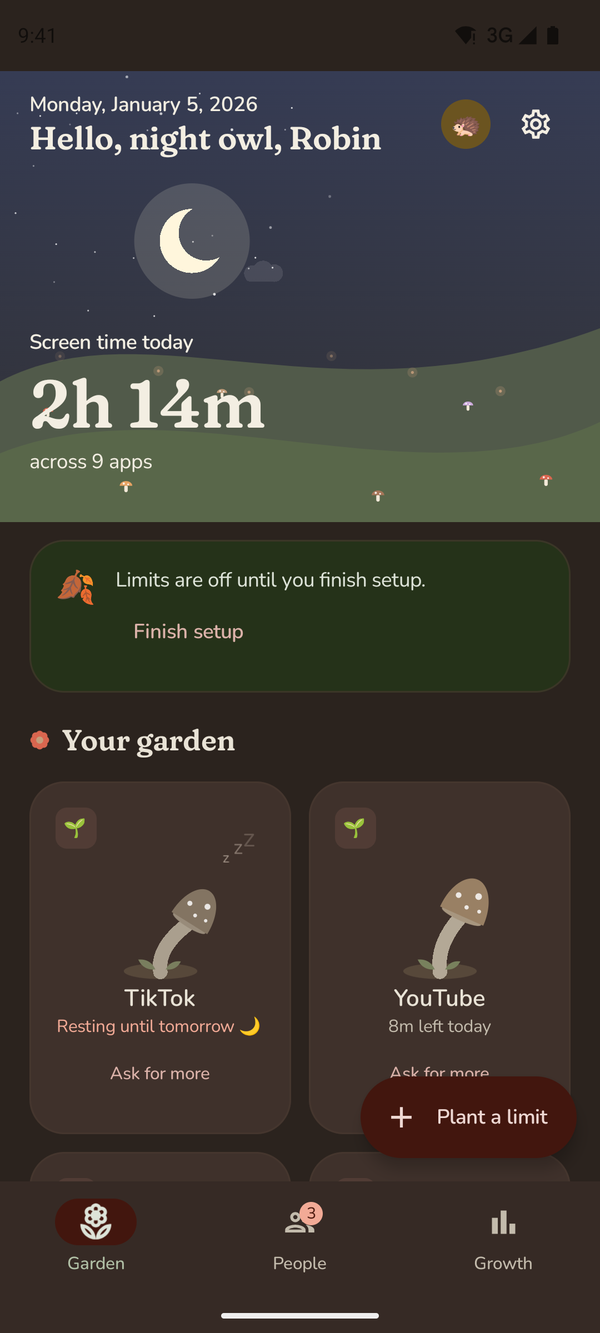 9:41
3G
Monday, January 5, 2026
Hello, night owl, Robin
Screen time today
2h 14m
across 9 apps
Limits are off until you finish setup.
Finish setup
Your garden
z z Z
TikTok
Resting until tomorrow 🌙
Ask for more
YouTube
8m left today
Ask for more
+ Plant a limit
3
Garden
People
Growth